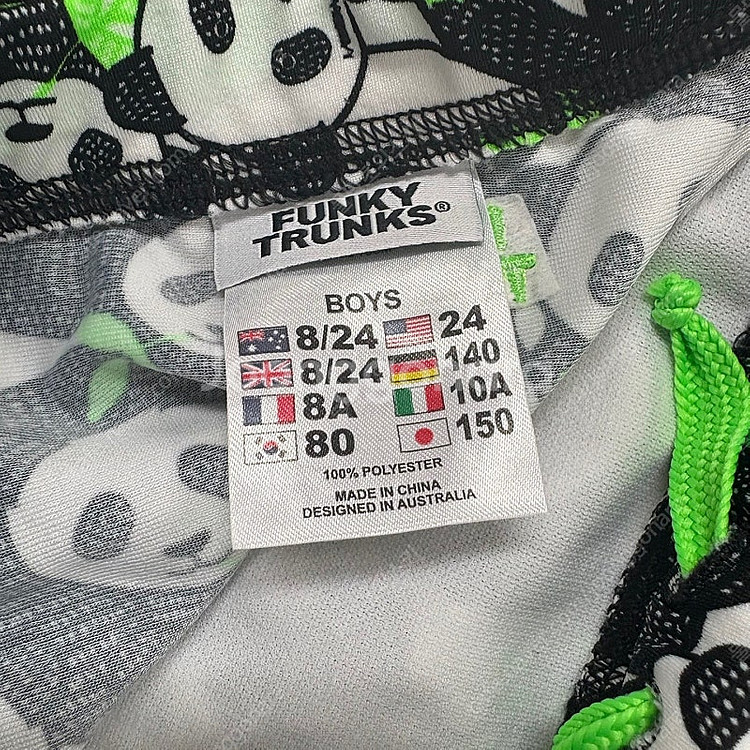 FUNKY
TRUNKS®
BOYS
8/24 24
8/24 140
8A 10A
80 150
100% POLYESTER
MADE IN CHINA
DESIGNED IN AUSTRALIA